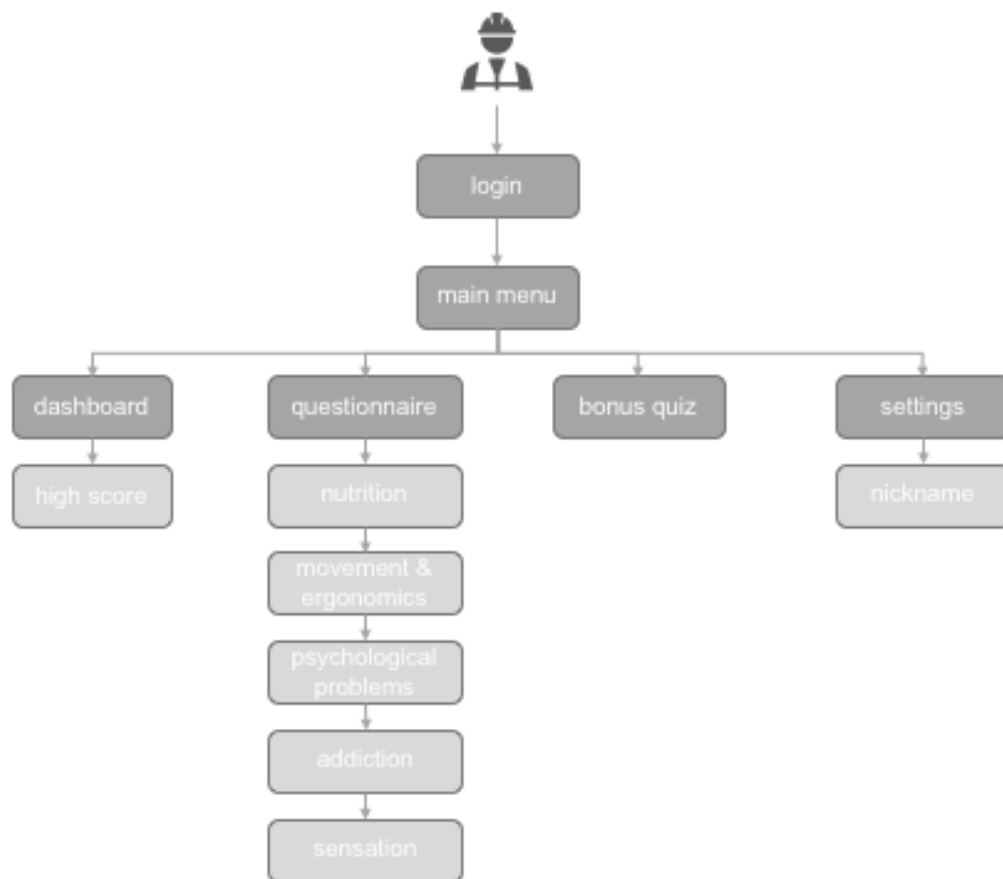 login
main menu
dashboard
questionnaire
bonus quiz
settings
high score
nutrition
nickname
movement &
ergonomics
psychological
problems
addiction
sensation